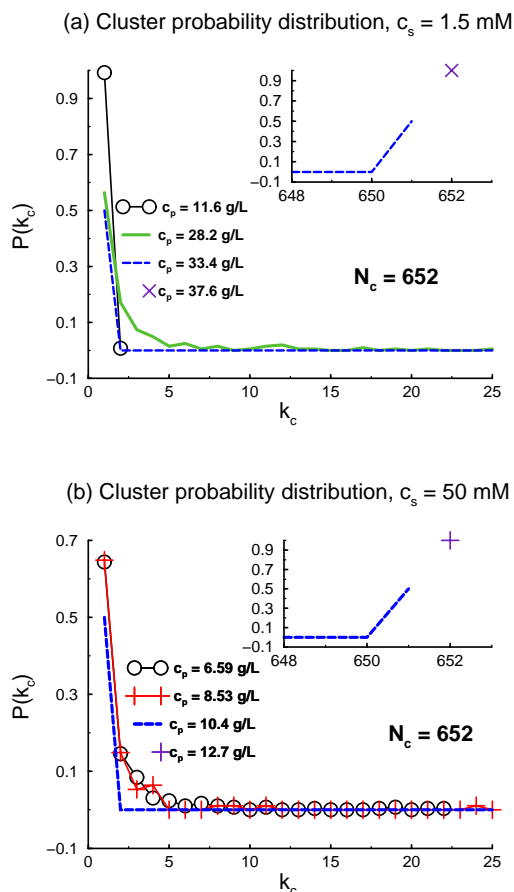 (a) Cluster probability distribution, c_s = 1.5 mM
0.9
0.7
0.5
0.3
0.1
−0.1
P(k_c)
0.9
0.7
0.5
0.3
0.1
−0.1
648 650 652
c_p = 11.6 g/L
c_p = 28.2 g/L
c_p = 33.4 g/L
c_p = 37.6 g/L
N_c = 652
0 5 10 15 20 25
k_c
(b) Cluster probability distribution, c_s = 50 mM
0.7
0.5
0.3
0.1
−0.1
P(k_c)
0.9
0.7
0.5
0.3
0.1
−0.1
648 650 652
c_p = 6.59 g/L
c_p = 8.53 g/L
c_p = 10.4 g/L
c_p = 12.7 g/L
N_c = 652
0 5 10 15 20 25
k_c